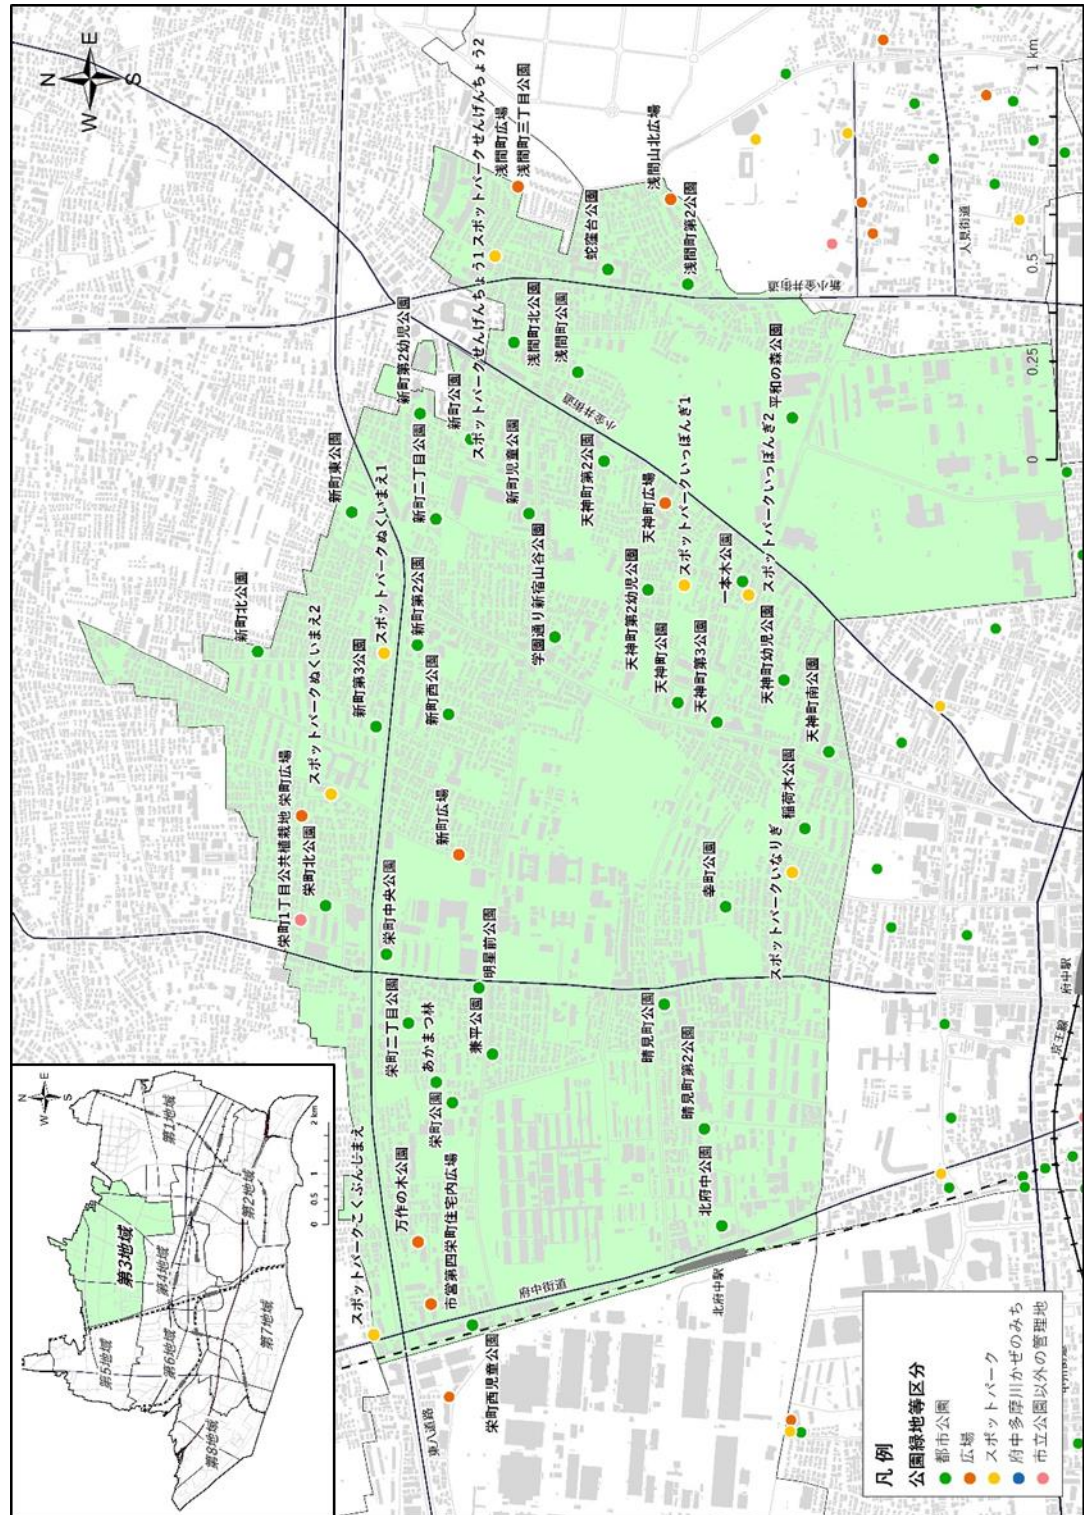 N
E
S
W
新町北公園
新町東公園
スポットパークぬくいまえ2
スポットパークぬくいまえ1
新町第3公園
新町第2公園
新町西公園
新町二丁目公園
新町第2幼児公園
新町公園
スポットパークせんげんちょう1
スポットパークせんげんちょう2
浅間町広場
浅間町三丁目公園
浅間町北公園
浅間町公園
蛇窪台公園
浅間山北広場
浅間町第2公園
新小金井街道
人見街道
小金井街道
新町児童公園
学園通り新宿山谷公園
天神町第2公園
天神町広場
スポットパークいっぽんぎ1
スポットパークいっぽんぎ2
平和の森公園
一本木公園
天神町第2幼児公園
天神町公園
天神町第3公園
天神町幼児公園
天神町南公園
稲荷木公園
スポットパークいなりぎ
幸町公園
新町広場
栄町1丁目公共植栽地
栄町広場
栄町北公園
栄町中央公園
明星前公園
栄町二丁目公園
兼平公園
あかまつ林
栄町公園
万作の木公園
市営第四栄町住宅内広場
スポットパークこくぶんじまえ
栄町西児童公園
東八道路
府中街道
晴見町公園
晴見町第2公園
北府中公園
北府中駅
府中駅
京王線
0 0.25 0.5 1 km
N
E
S
W
第1地域
第2地域
第3地域
第4地域
第5地域
第6地域
第7地域
第8地域
0 0.5 1 2 km
凡例
公園緑地等区分
都市公園
広場
スポットパーク
府中多摩川かぜのみち
市立公園以外の管理地